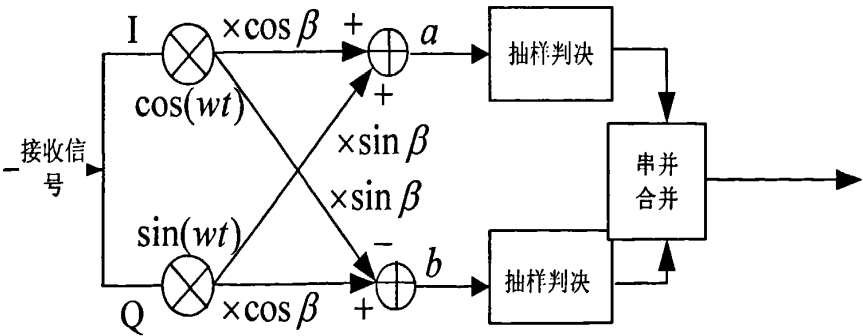 I
×cos β
+
a
抽样判决
cos(wt)
+
×sin β
接收信
号
×sin β
串并
合并
sin(wt)
−
b
抽样判决
Q
×cos β
+